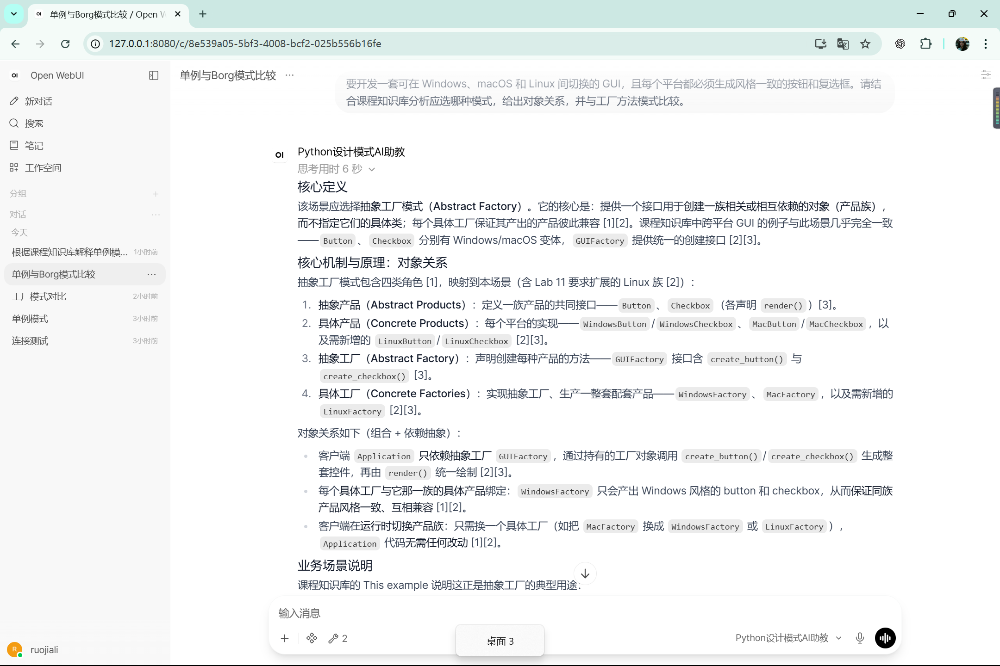 单例与Borg模式比较 / Open W
127.0.0.1:8080/c/8e539a05-5bf3-4008-bcf2-025b556b16fe
OI Open WebUI
新对话
搜索
笔记
工作空间
分组
对话
今天
根据课程知识库解释单例模... 1小时前
单例与Borg模式比较
工厂模式对比 2小时前
单例模式 3小时前
连接测试 3小时前
R ruojiali
单例与Borg模式比较
要开发一套可在 Windows、macOS 和 Linux 间切换的 GUI，且每个平台都必须生成风格一致的按钮和复选框。请结
合课程知识库分析应选哪种模式，给出对象关系，并与工厂方法模式比较。
OI Python设计模式AI助教
思考用时 6 秒
核心定义
该场景应选择抽象工厂模式（Abstract Factory）。它的核心是：提供一个接口用于创建一族相关或相互依赖的对象（产品族），
而不指定它们的具体类；每个具体工厂保证其产出的产品彼此兼容 [1][2]。课程知识库中跨平台 GUI 的例子与此场景几乎完全一致
——Button、Checkbox 分别有 Windows/macOS 变体，GUIFactory 提供统一的创建接口 [2][3]。
核心机制与原理：对象关系
抽象工厂模式包含四类角色 [1]，映射到本场景（含 Lab 11 要求扩展的 Linux 族 [2]）：
1. 抽象产品（Abstract Products）：定义一族产品的共同接口——Button、Checkbox（各声明 render()）[3]。
2. 具体产品（Concrete Products）：每个平台的实现——WindowsButton/WindowsCheckbox、MacButton/MacCheckbox，以
及需新增的 LinuxButton/LinuxCheckbox [2][3]。
3. 抽象工厂（Abstract Factory）：声明创建每种产品的方法——GUIFactory 接口含 create_button() 与
create_checkbox() [3]。
4. 具体工厂（Concrete Factories）：实现抽象工厂、生产一整套配套产品——WindowsFactory、MacFactory，以及需新增的
LinuxFactory [2][3]。
对象关系如下（组合 + 依赖抽象）：
• 客户端 Application 只依赖抽象工厂 GUIFactory，通过持有的工厂对象调用 create_button()/create_checkbox() 生成整
套控件，再由 render() 统一绘制 [2][3]。
• 每个具体工厂与它那一族的具体产品绑定：WindowsFactory 只会产出 Windows 风格的 button 和 checkbox，从而保证同族
产品风格一致、互相兼容 [1][2]。
• 客户端在运行时切换产品族：只需换一个具体工厂（如把 MacFactory 换成 WindowsFactory 或 LinuxFactory），
Application 代码无需任何改动 [1][2]。
业务场景说明
课程知识库的 This example 说明这正是抽象工厂的典型用途：
输入消息
2
桌面 3
Python设计模式AI助教